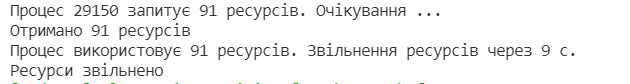 Процес 29150 запитує 91 ресурсів. Очікування ...
Отримано 91 ресурсів
Процес використовує 91 ресурсів. Звільнення ресурсів через 9 с.
Ресурси звільнено